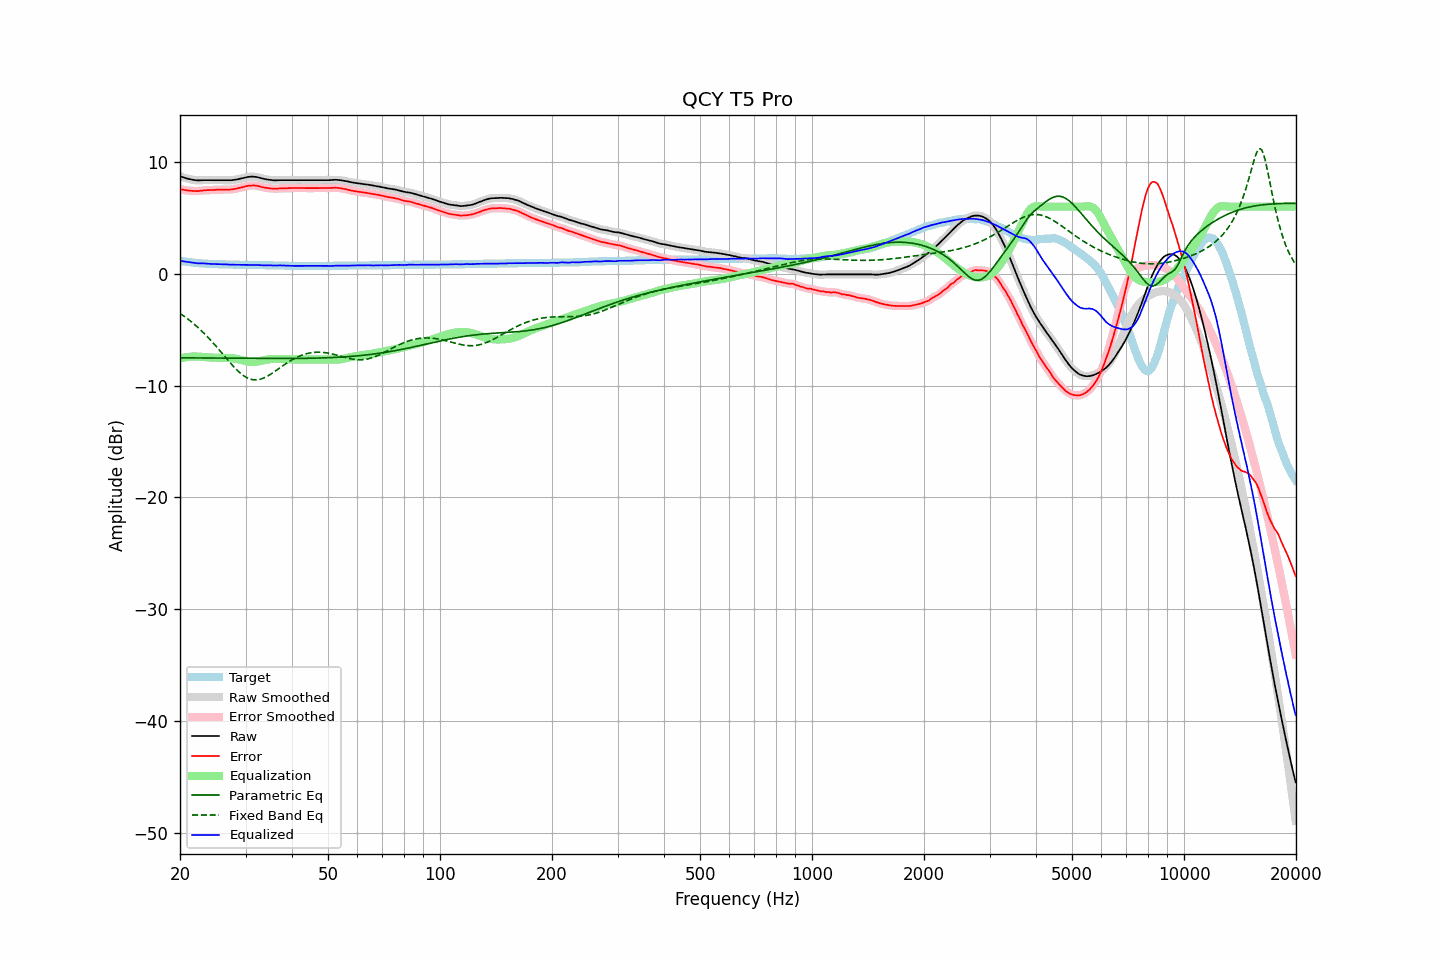 QCY T5 Pro
10
0
−10
−20
−30
−40
−50
Amplitude (dBr)
Target
Raw Smoothed
Error Smoothed
Raw
Error
Equalization
Parametric Eq
Fixed Band Eq
Equalized
20
50
100
200
500
1000
2000
5000
10000
20000
Frequency (Hz)